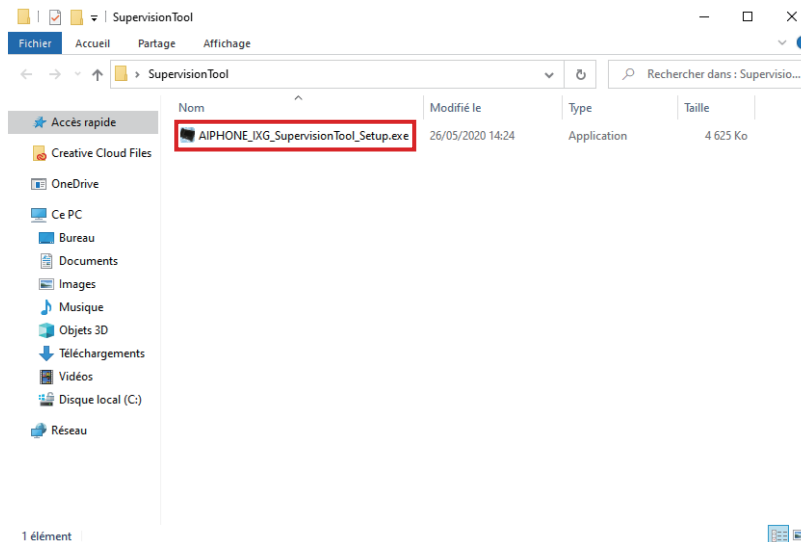 SupervisionTool
Fichier Accueil Partage Affichage
SupervisionTool Rechercher dans : Supervisio...
Nom Modifié le Type Taille
Accès rapide
AIPHONE_IXG_SupervisionTool_Setup.exe 26/05/2020 14:24 Application 4 625 Ko
Creative Cloud Files
OneDrive
Ce PC
Bureau
Documents
Images
Musique
Objets 3D
Téléchargements
Vidéos
Disque local (C:)
Réseau
1 élément